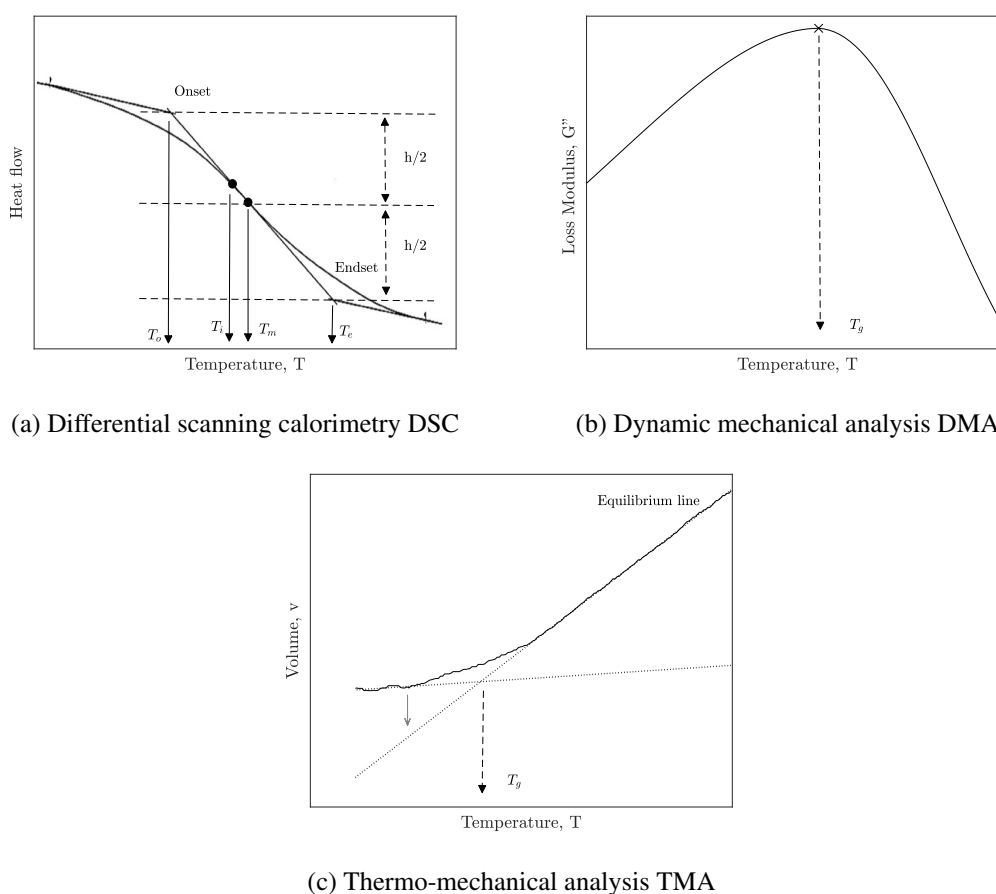 Onset
h/2
Heat flow
h/2
Endset
T_o
T_i
T_m
T_e
Temperature, T
(a) Differential scanning calorimetry DSC
Loss Modulus, G”
T_g
Temperature, T
(b) Dynamic mechanical analysis DMA
Equilibrium line
Volume, v
T_g
Temperature, T
(c) Thermo-mechanical analysis TMA